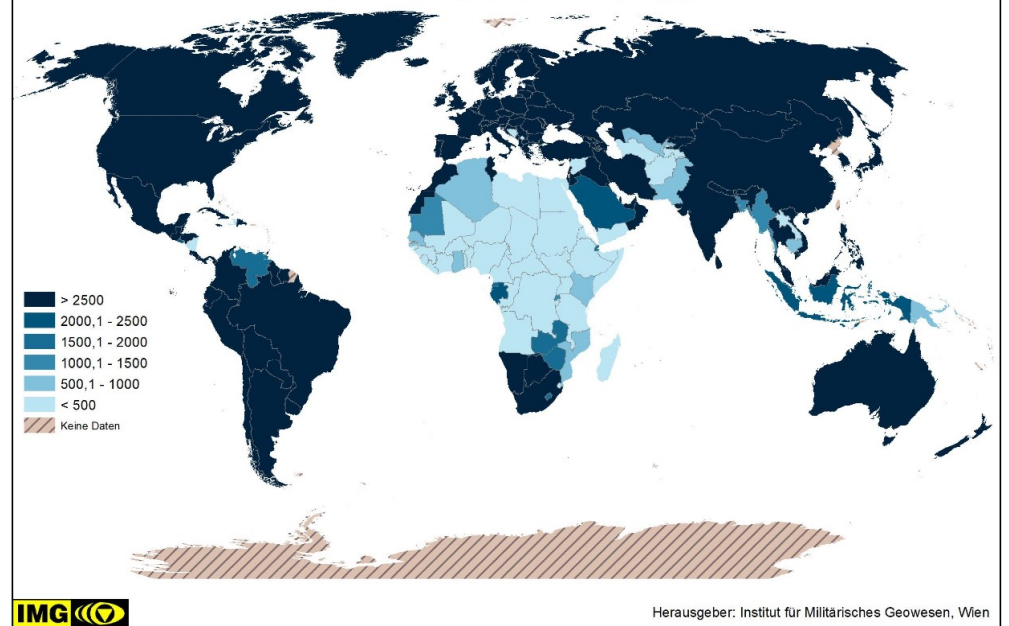 > 2500
2000,1 - 2500
1500,1 - 2000
1000,1 - 1500
500,1 - 1000
< 500
Keine Daten
IMG
Herausgeber: Institut für Militärisches Geowesen, Wien